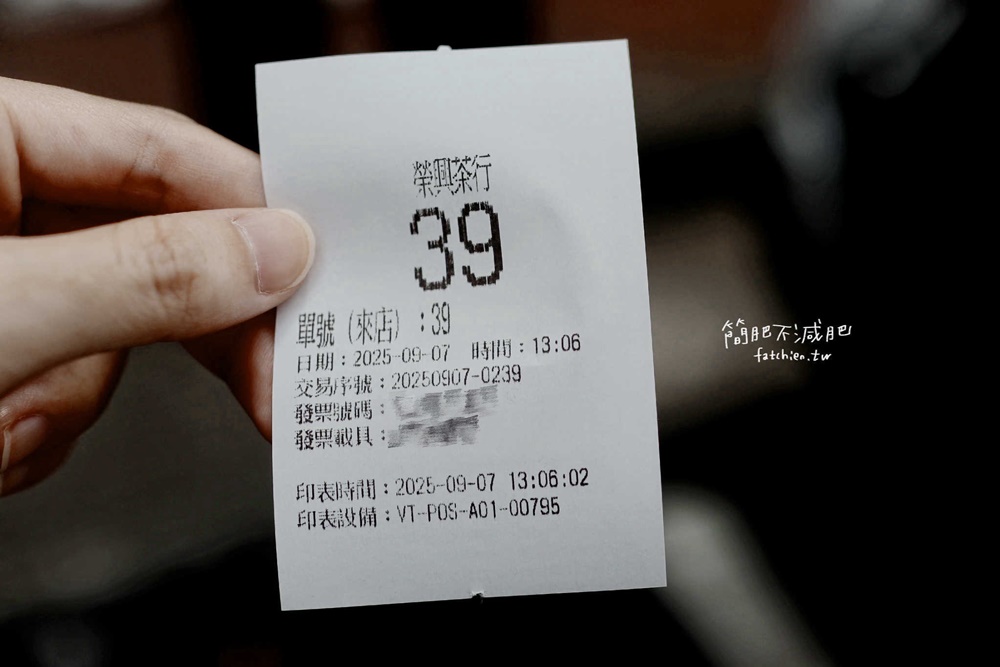 榮興茶行
39
單號(來店):39
日期:2025-09-07 時間:13:06
交易序號:20250907-0239
發票號碼:
發票載具:
印表時間:2025-09-07 13:06:02
印表設備:VT-POS-A01-00795
簡肥不減肥
fatchien.tw